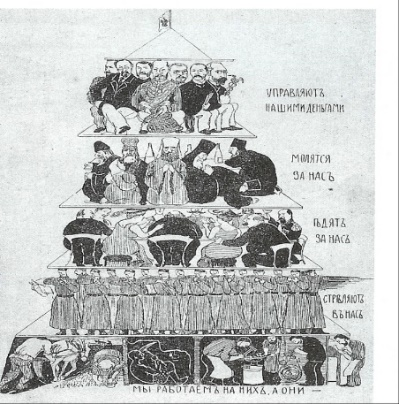 УПРАВЛЯЮТЪ
НАШИМИ ДЕНЬГАМИ
МОЛЯТСЯ
ЗА НАСЪ
ѢДЯТЪ
ЗА НАСЪ
СТРѢЛЯЮТЪ
ВЪ НАСЪ
МЫ РАБОТАЕМЪ НА НИХЪ, А ОНИ —